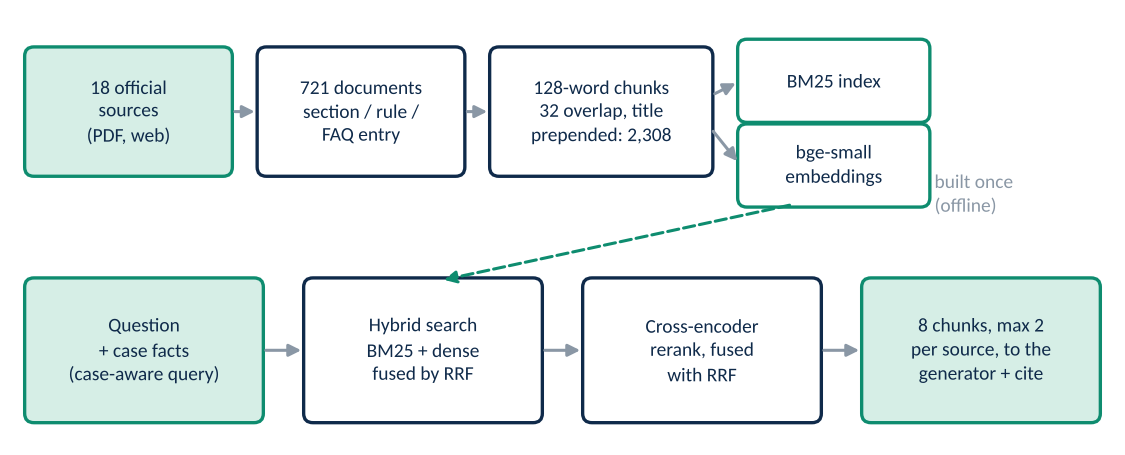 18 official
sources
(PDF, web)
721 documents
section / rule /
FAQ entry
128-word chunks
32 overlap, title
prepended: 2,308
BM25 index
bge-small
embeddings
built once
(offline)
Question
+ case facts
(case-aware query)
Hybrid search
BM25 + dense
fused by RRF
Cross-encoder
rerank, fused
with RRF
8 chunks, max 2
per source, to the
generator + cite